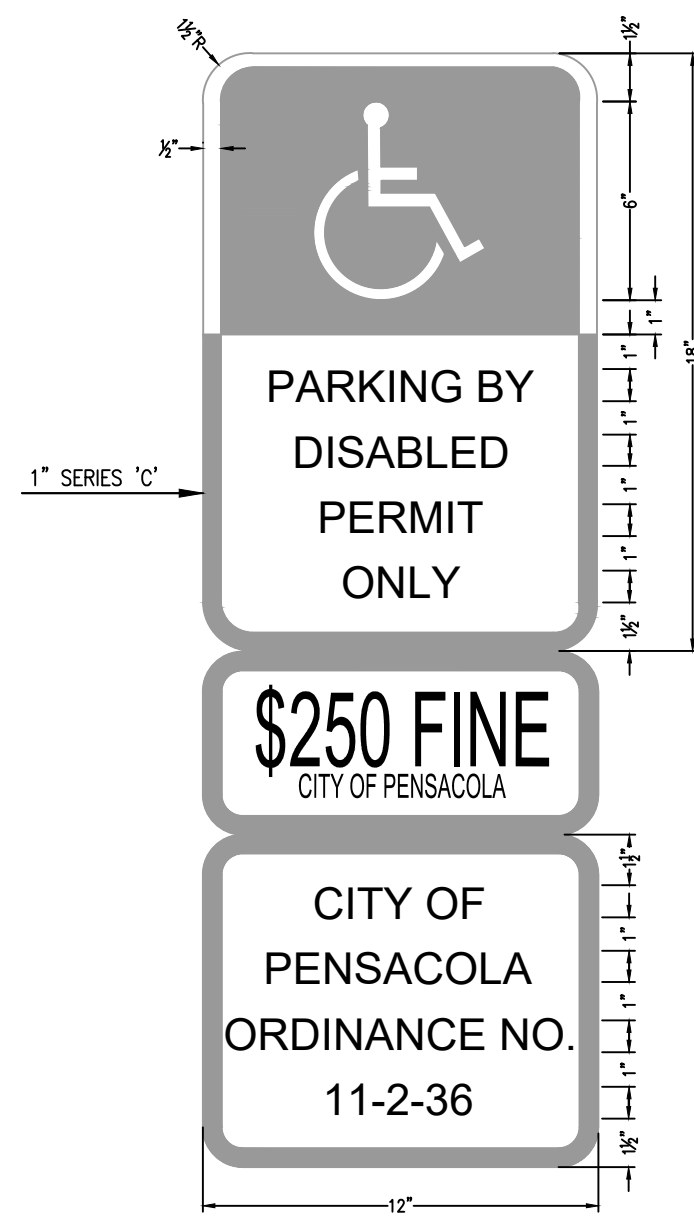 1½"R
1½"
½"
6"
1"
18"
PARKING BY
1"
DISABLED
1"
1" SERIES 'C'
PERMIT
1"
ONLY
1"
1½"
$250 FINE
CITY OF PENSACOLA
1½"
CITY OF
1"
PENSACOLA
1"
ORDINANCE NO.
1"
11-2-36
1½"
12"